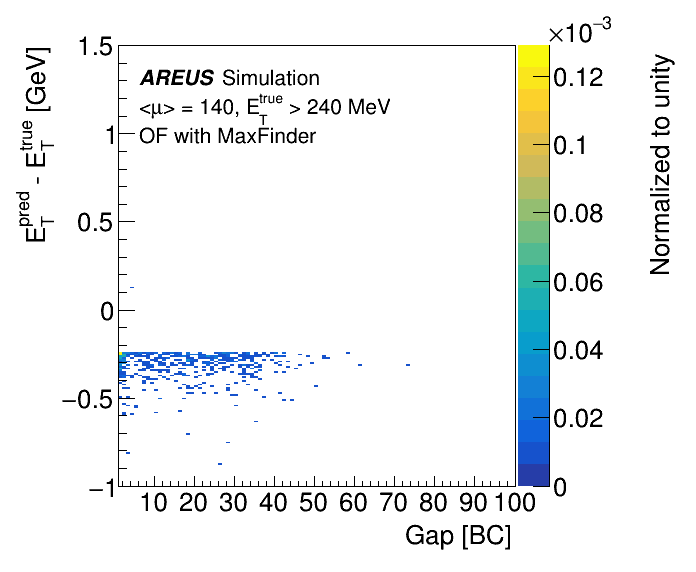 ×10⁻³
1.5
1
0.5
0
−0.5
−1
E_T^pred - E_T^true [GeV]
AREUS Simulation
<μ> = 140, E_T^true > 240 MeV
OF with MaxFinder
10 20 30 40 50 60 70 80 90 100
Gap [BC]
0.12
0.1
0.08
0.06
0.04
0.02
0
Normalized to unity